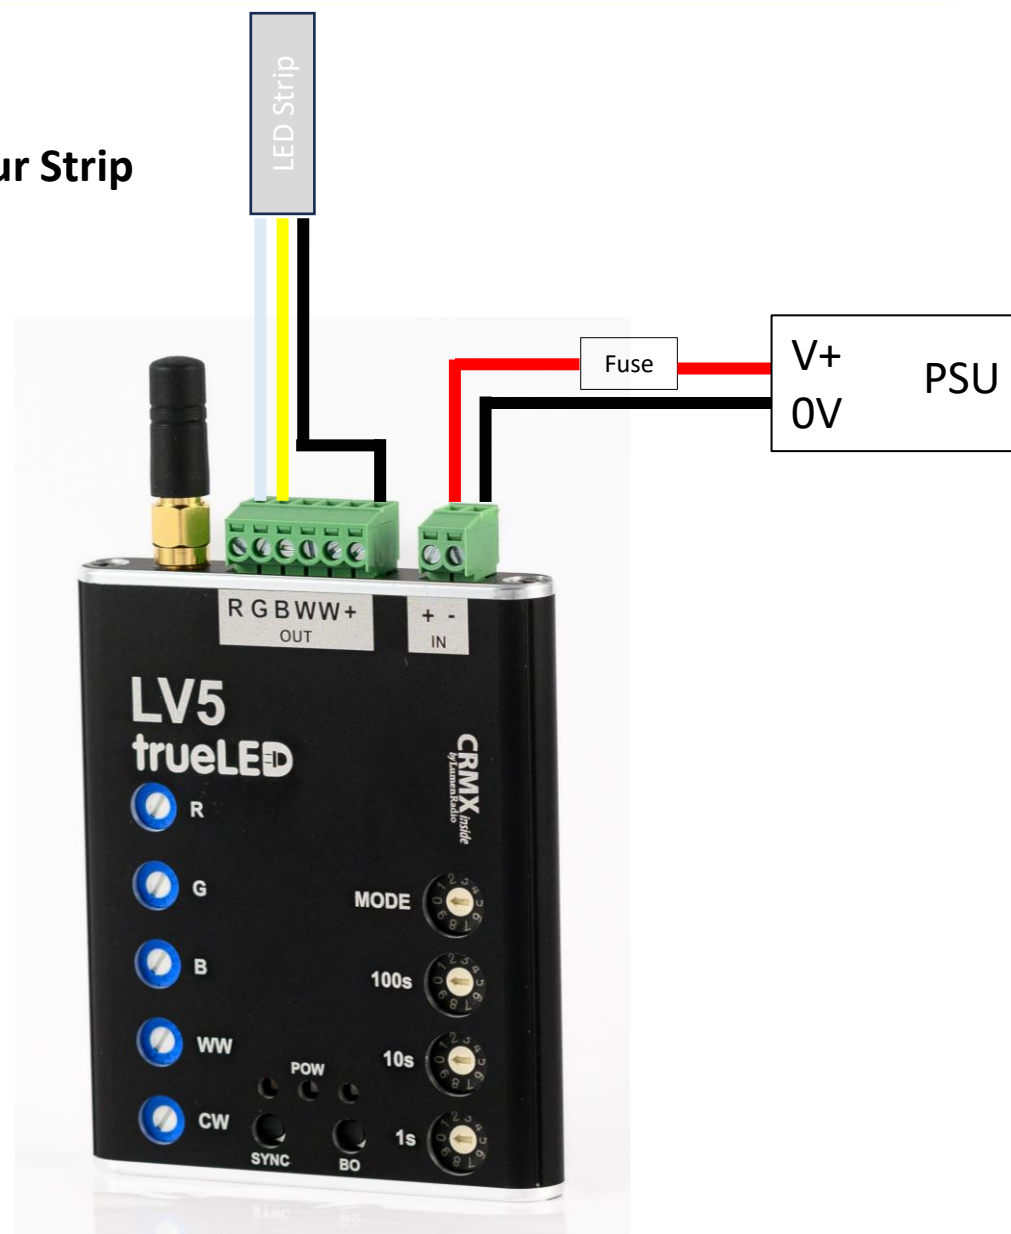 LED Strip
ur Strip
Fuse
V+
0V
PSU
R G B W W +
OUT
+ -
IN
LV5
trueLED
CRMX inside
by LumenRadio
R
G
B
WW
CW
MODE
100s
10s
1s
POW
SYNC
BO